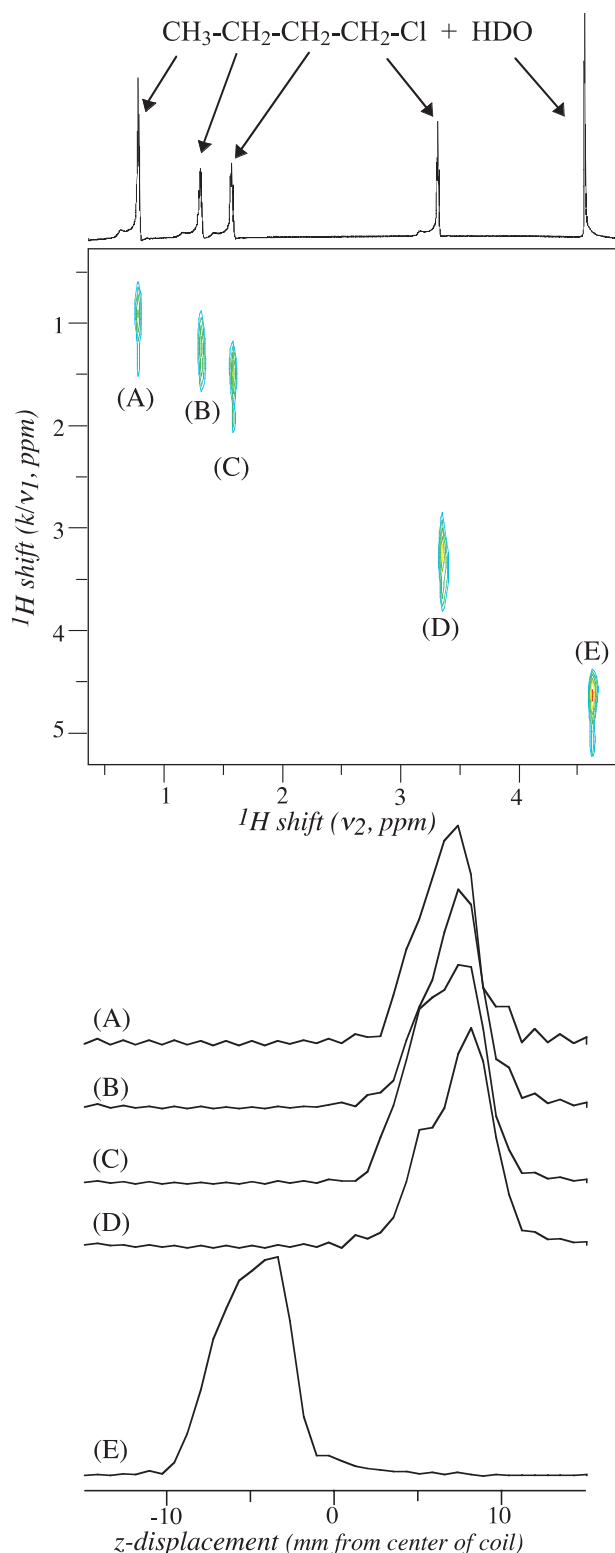 CH3-CH2-CH2-CH2-Cl + HDO
1
2
3
4
5
(A)
(B)
(C)
(D)
(E)
1H shift (k/ν1, ppm)
1
2
3
4
1H shift (ν2, ppm)
(A)
(B)
(C)
(D)
(E)
-10
0
10
z-displacement (mm from center of coil)